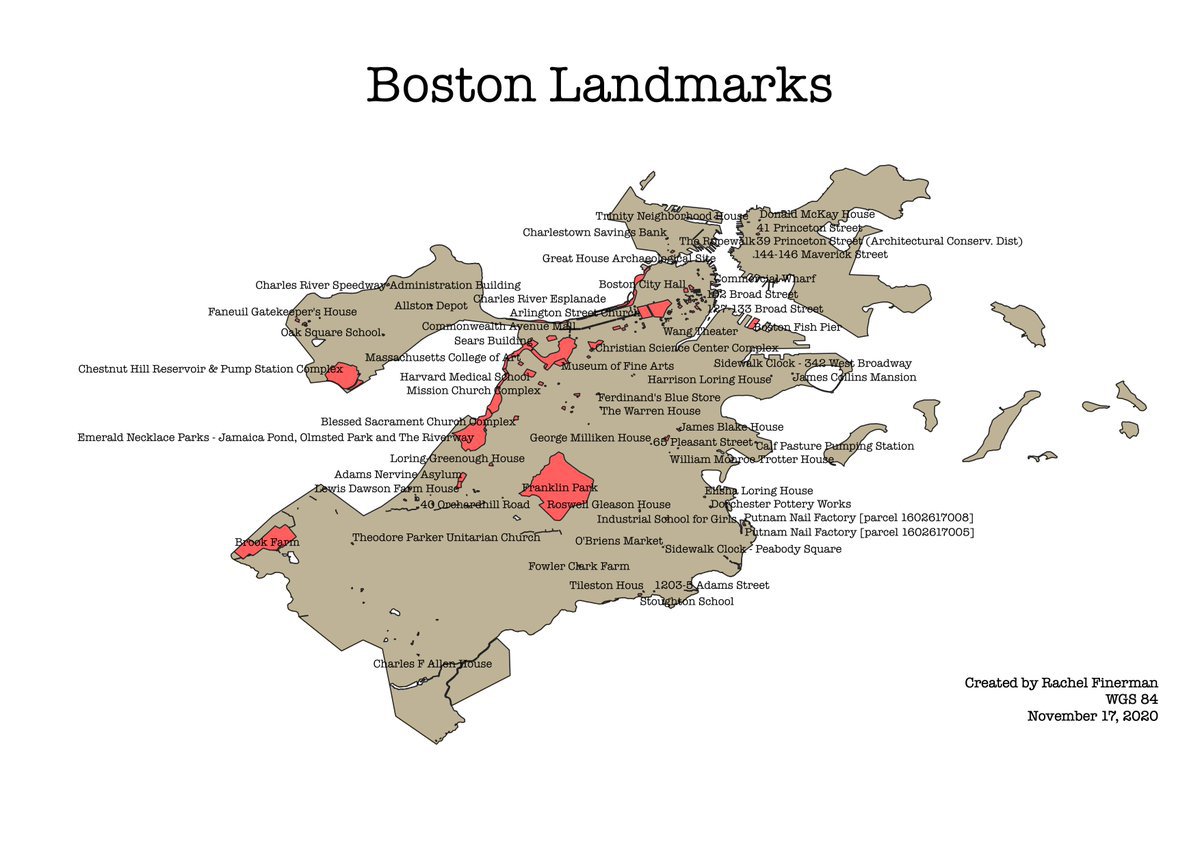 Boston Landmarks
Trinity Neighborhood House
Donald McKay House
41 Princeton Street
Charlestown Savings Bank
The Ropewalk
39 Princeton Street (Architectural Conserv. Dist)
144-146 Maverick Street
Great House Archaeological Site
Commercial Wharf
Charles River Speedway Administration Building
Boston City Hall
102 Broad Street
Charles River Esplanade
Allston Depot
127-133 Broad Street
Faneuil Gatekeeper's House
Arlington Street Church
Commonwealth Avenue Mall
Boston Fish Pier
Oak Square School
Wang Theater
Sears Building
Christian Science Center Complex
Massachusetts College of Art
Sidewalk Clock - 342 West Broadway
Museum of Fine Arts
Chestnut Hill Reservoir & Pump Station Complex
Harvard Medical School
Harrison Loring House
James Collins Mansion
Mission Church Complex
Ferdinand's Blue Store
The Warren House
Blessed Sacrament Church Complex
James Blake House
Emerald Necklace Parks - Jamaica Pond, Olmsted Park and The Riverway
George Milliken House
65 Pleasant Street
Calf Pasture Pumping Station
Loring-Greenough House
William Monroe Trotter House
Adams Nervine Asylum
Lewis Dawson Farm House
Franklin Park
Elisha Loring House
40 Orchardhill Road
Roswell Gleason House
Dorchester Pottery Works
Industrial School for Girls
Putnam Nail Factory [parcel 1602617008]
Putnam Nail Factory [parcel 1602617005]
Brook Farm
Theodore Parker Unitarian Church
O'Briens Market
Sidewalk Clock - Peabody Square
Fowler Clark Farm
Tileston Hous
1203-5 Adams Street
Stoughton School
Charles F Allen House
Created by Rachel Finerman
WGS 84
November 17, 2020